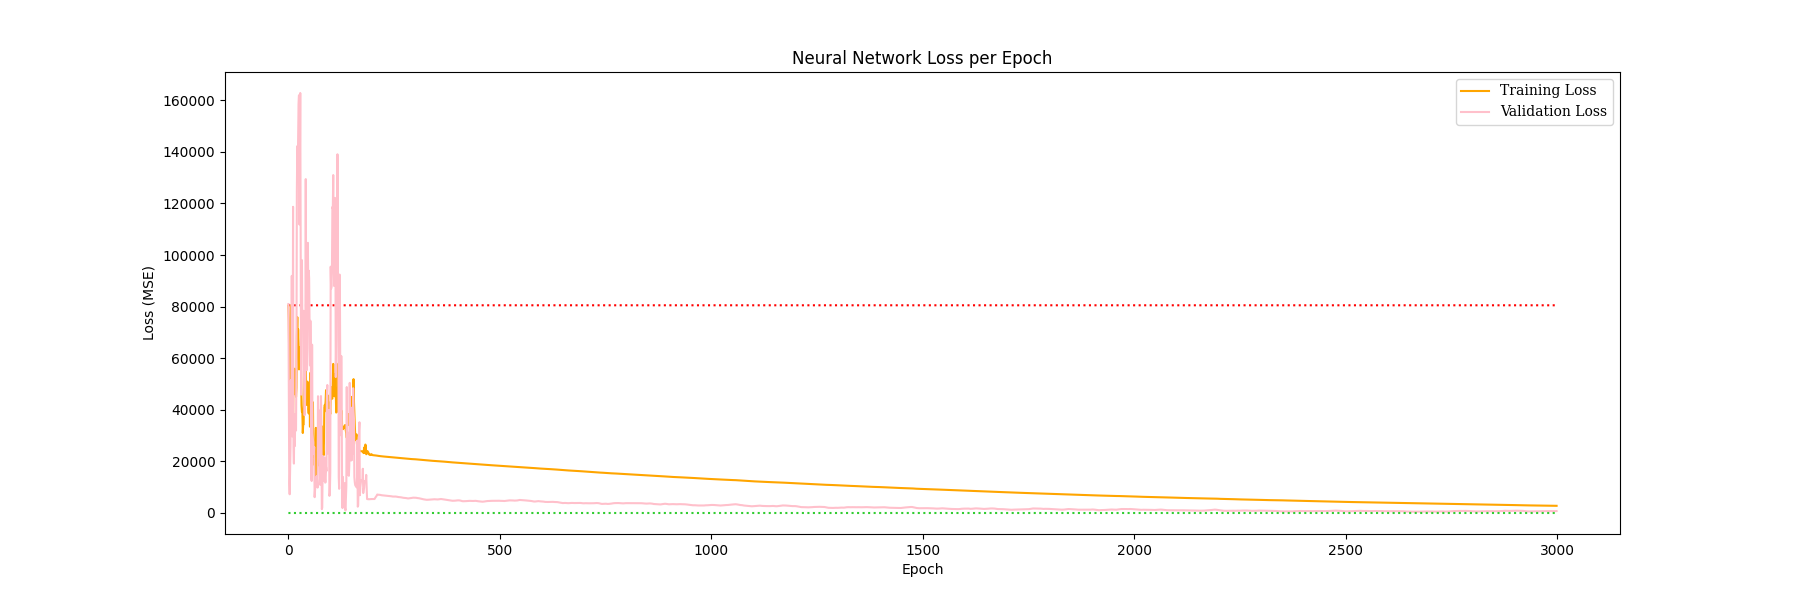 Neural Network Loss per Epoch
Training Loss
Validation Loss
Loss (MSE)
160000
140000
120000
100000
80000
60000
40000
20000
0
0 500 1000 1500 2000 2500 3000
Epoch